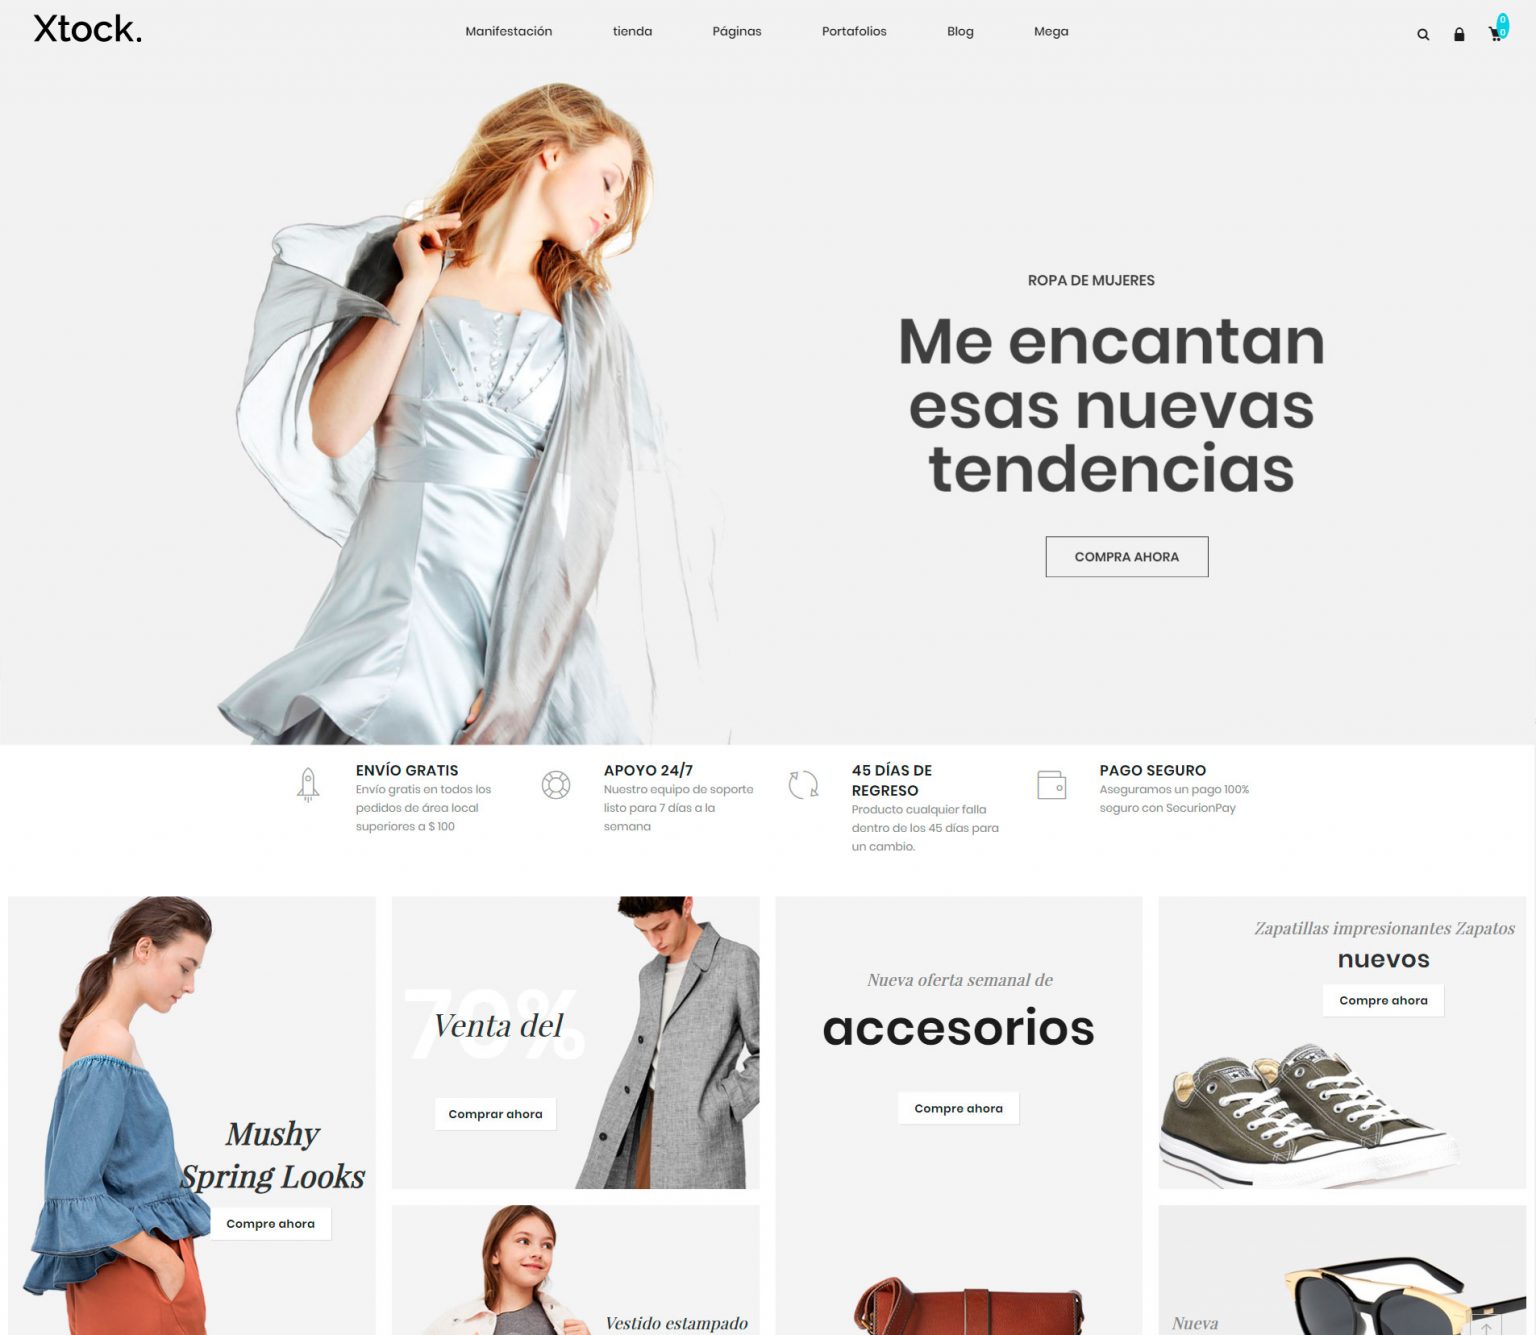 Xtock.
Manifestación
tienda
Páginas
Portafolios
Blog
Mega
0
0
ROPA DE MUJERES
Me encantan
esas nuevas
tendencias
COMPRA AHORA
ENVÍO GRATIS
Envío gratis en todos los
pedidos de área local
superiores a $ 100
APOYO 24/7
Nuestro equipo de soporte
listo para 7 días a la
semana
45 DÍAS DE
REGRESO
Producto cualquier falla
dentro de los 45 días para
un cambio.
PAGO SEGURO
Aseguramos un pago 100%
seguro con SecurionPay
Mushy
Spring Looks
Compre ahora
70%
Venta del
Comprar ahora
Vestido estampado
Nueva oferta semanal de
accesorios
Compre ahora
Zapatillas impresionantes Zapatos
nuevos
Compre ahora
Nueva